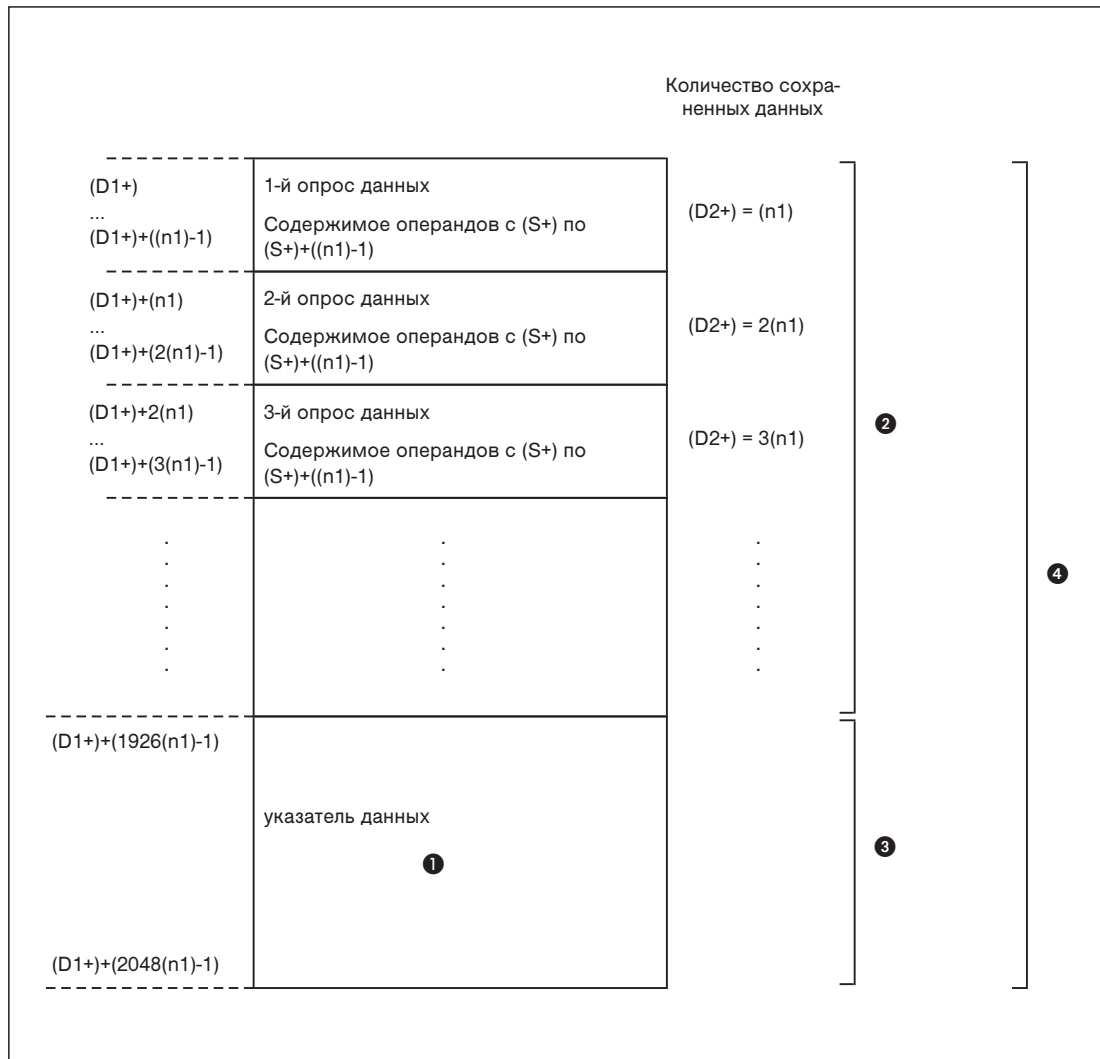 Количество сохра-
ненных данных
(D1+)
...
(D1+)+((n1)-1)
1-й опрос данных
Содержимое операндов с (S+) по
(S+)+((n1)-1)
(D2+) = (n1)
(D1+)+(n1)
...
(D1+)+(2(n1)-1)
2-й опрос данных
Содержимое операндов с (S+) по
(S+)+((n1)-1)
(D2+) = 2(n1)
(D1+)+2(n1)
...
(D1+)+(3(n1)-1)
3-й опрос данных
Содержимое операндов с (S+) по
(S+)+((n1)-1)
(D2+) = 3(n1)
❷
❹
(D1+)+(1926(n1)-1)
указатель данных
❶
❸
(D1+)+(2048(n1)-1)